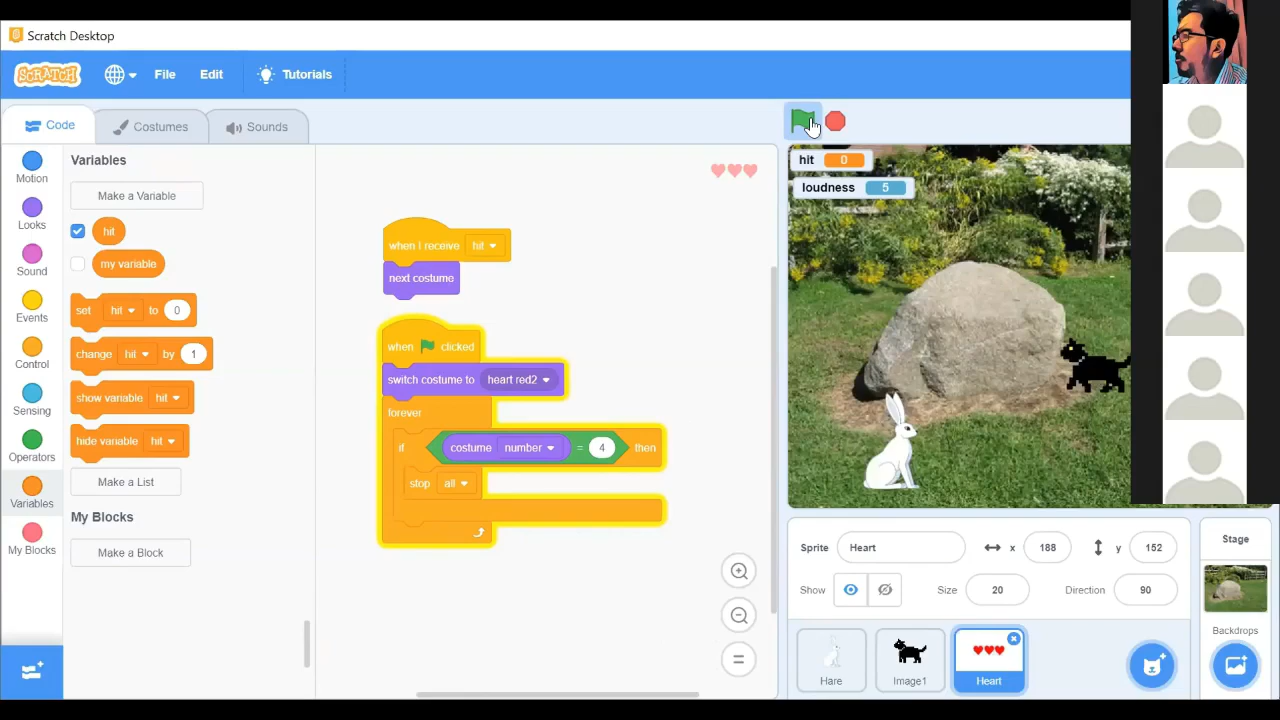 Scratch Desktop
SCRATCH File Edit Tutorials
Code Costumes Sounds
Motion
Looks
Sound
Events
Control
Sensing
Operators
Variables
My Blocks
Variables
Make a Variable
hit
my variable
set hit to 0
change hit by 1
show variable hit
hide variable hit
Make a List
My Blocks
Make a Block
when I receive hit
next costume
when clicked
switch costume to heart red2
forever
if costume number = 4 then
stop all
hit 0
loudness 5
Sprite Heart x 188 y 152
Show Size 20 Direction 90
Hare Image1 Heart
Stage
Backdrops